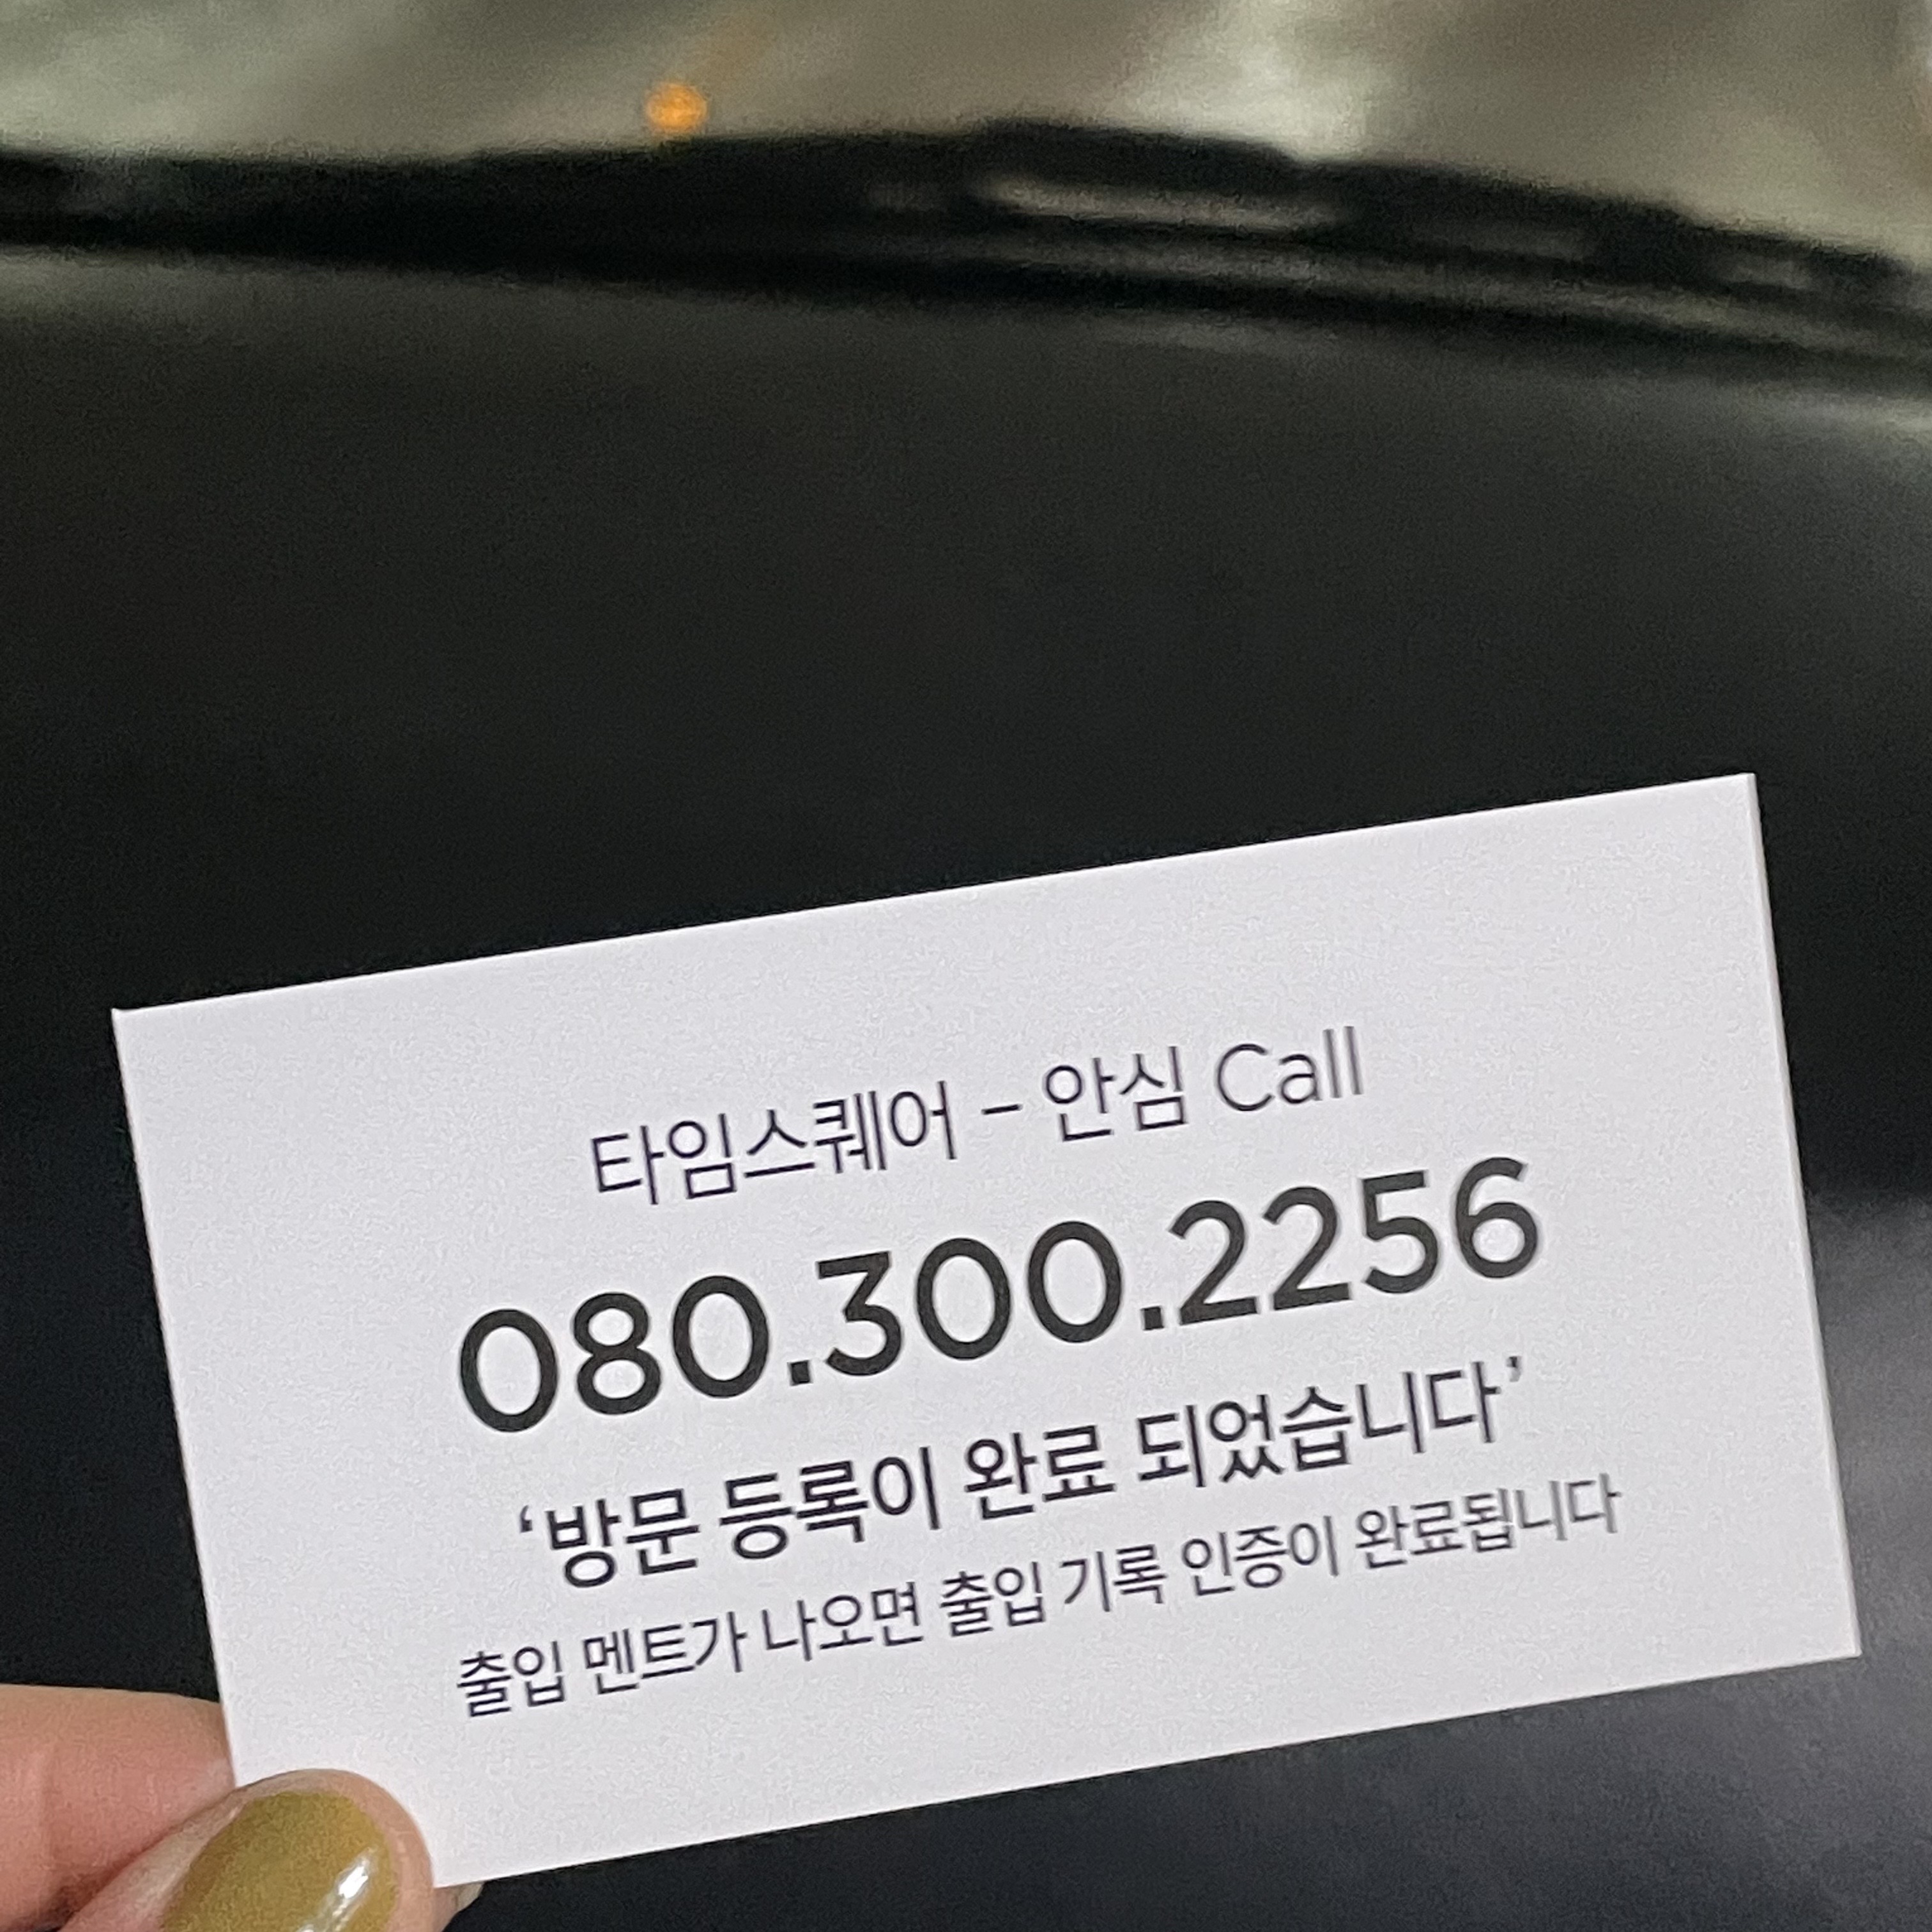 타임스퀘어 – 안심 Call
080.300.2256
‘방문 등록이 완료 되었습니다’
출입 멘트가 나오면 출입 기록 인증이 완료됩니다